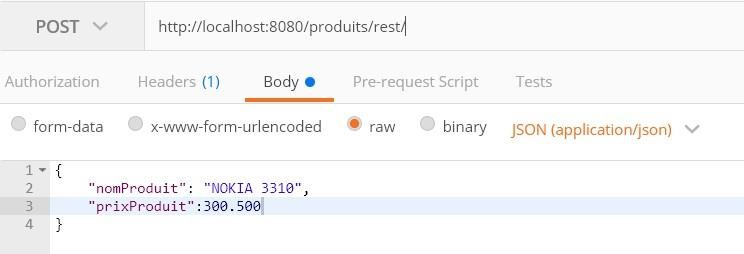 POST http://localhost:8080/produits/rest/
Authorization Headers (1) Body Pre-request Script Tests
form-data x-www-form-urlencoded raw binary JSON (application/json)
1 {
2 "nomProduit": "NOKIA 3310",
3 "prixProduit":300.500
4 }